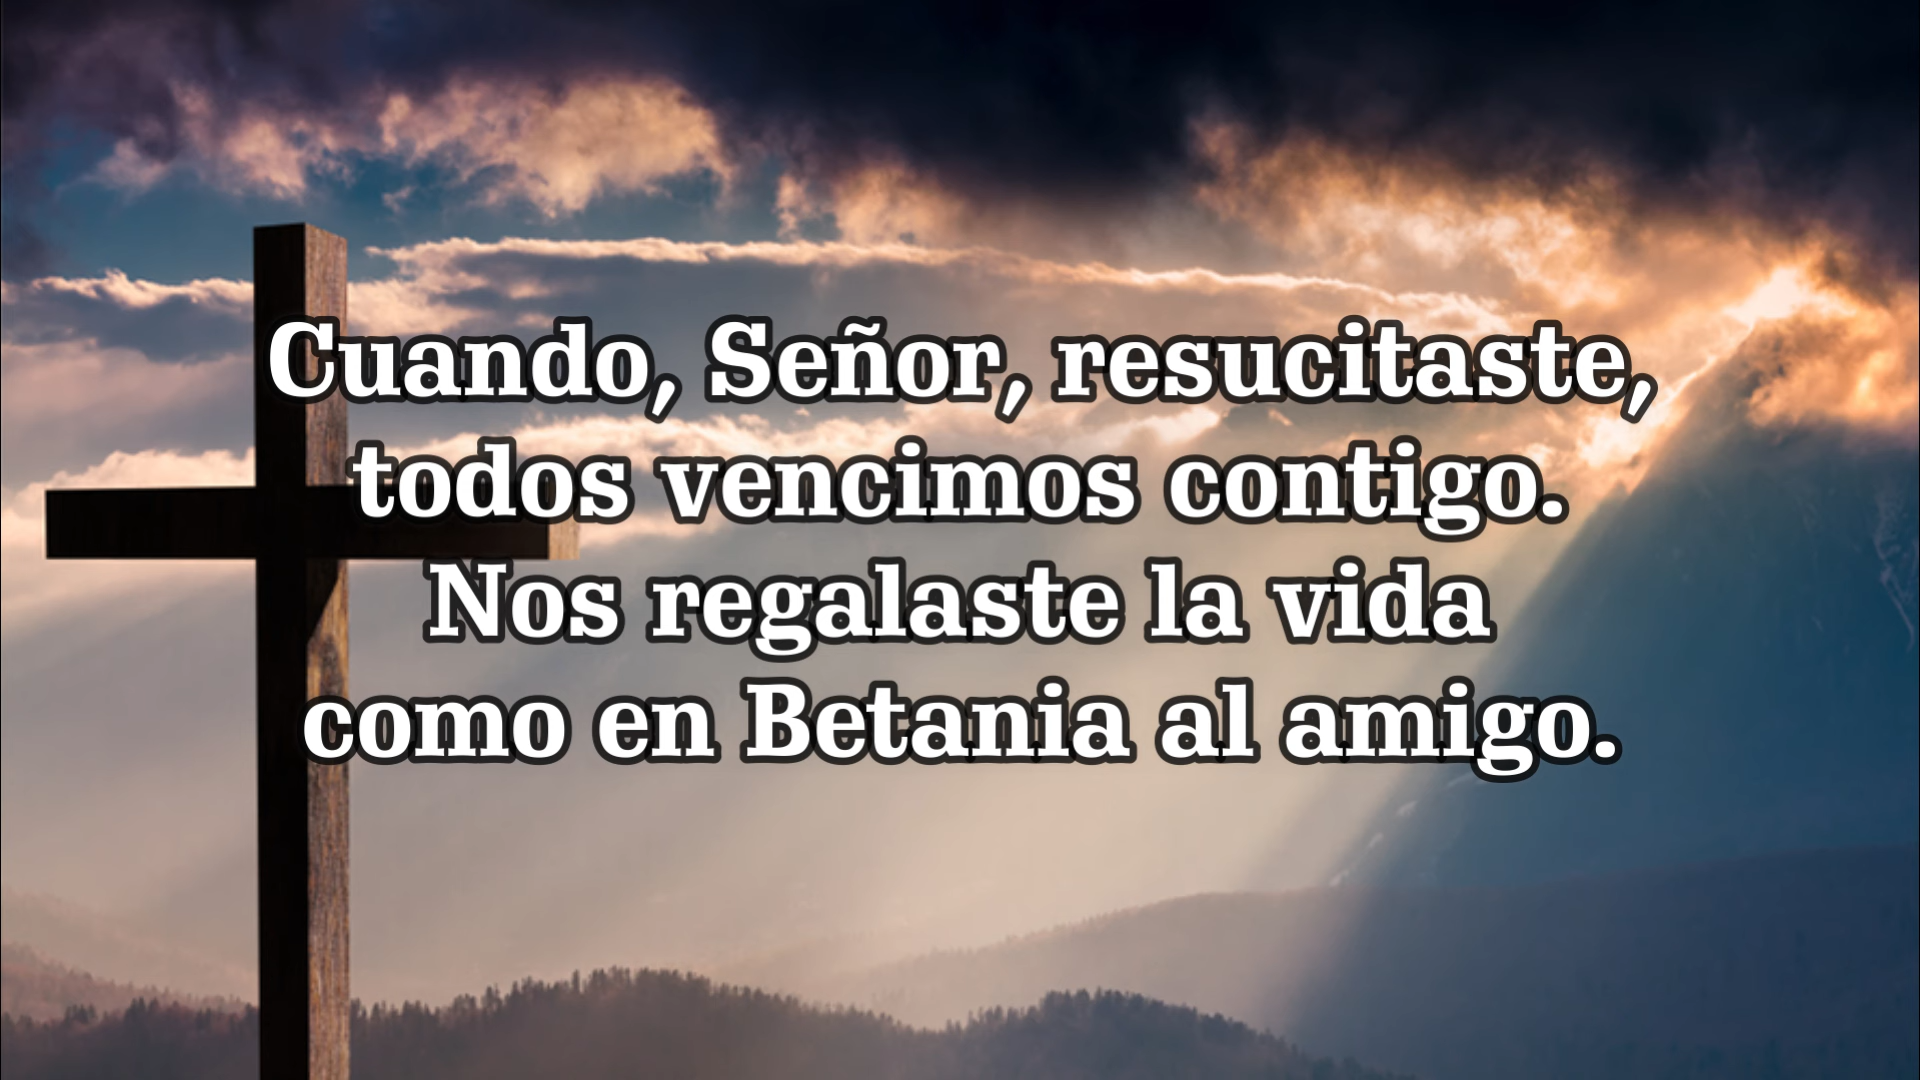 Cuando, Señor, resucitaste,
todos vencimos contigo.
Nos regalaste la vida
como en Betania al amigo.